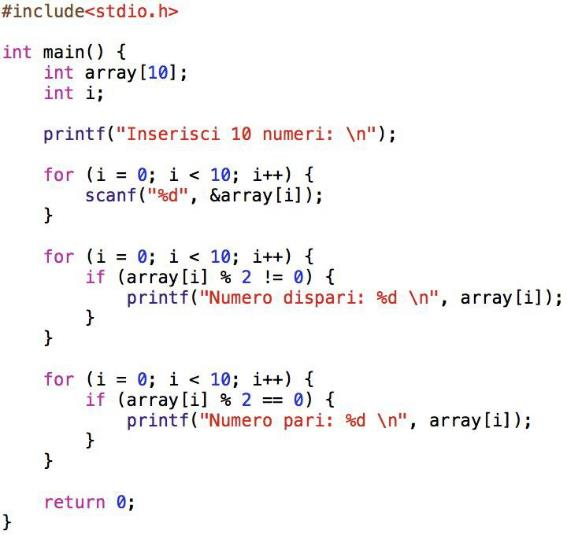 #include<stdio.h>
int main() {
    int array[10];
    int i;
    printf("Inserisci 10 numeri: \n");
    for (i = 0; i < 10; i++) {
        scanf("%d", &array[i]);
    }
    for (i = 0; i < 10; i++) {
        if (array[i] % 2 != 0) {
            printf("Numero dispari: %d \n", array[i]);
        }
    }
    for (i = 0; i < 10; i++) {
        if (array[i] % 2 == 0) {
            printf("Numero pari: %d \n", array[i]);
        }
    }
    return 0;
}